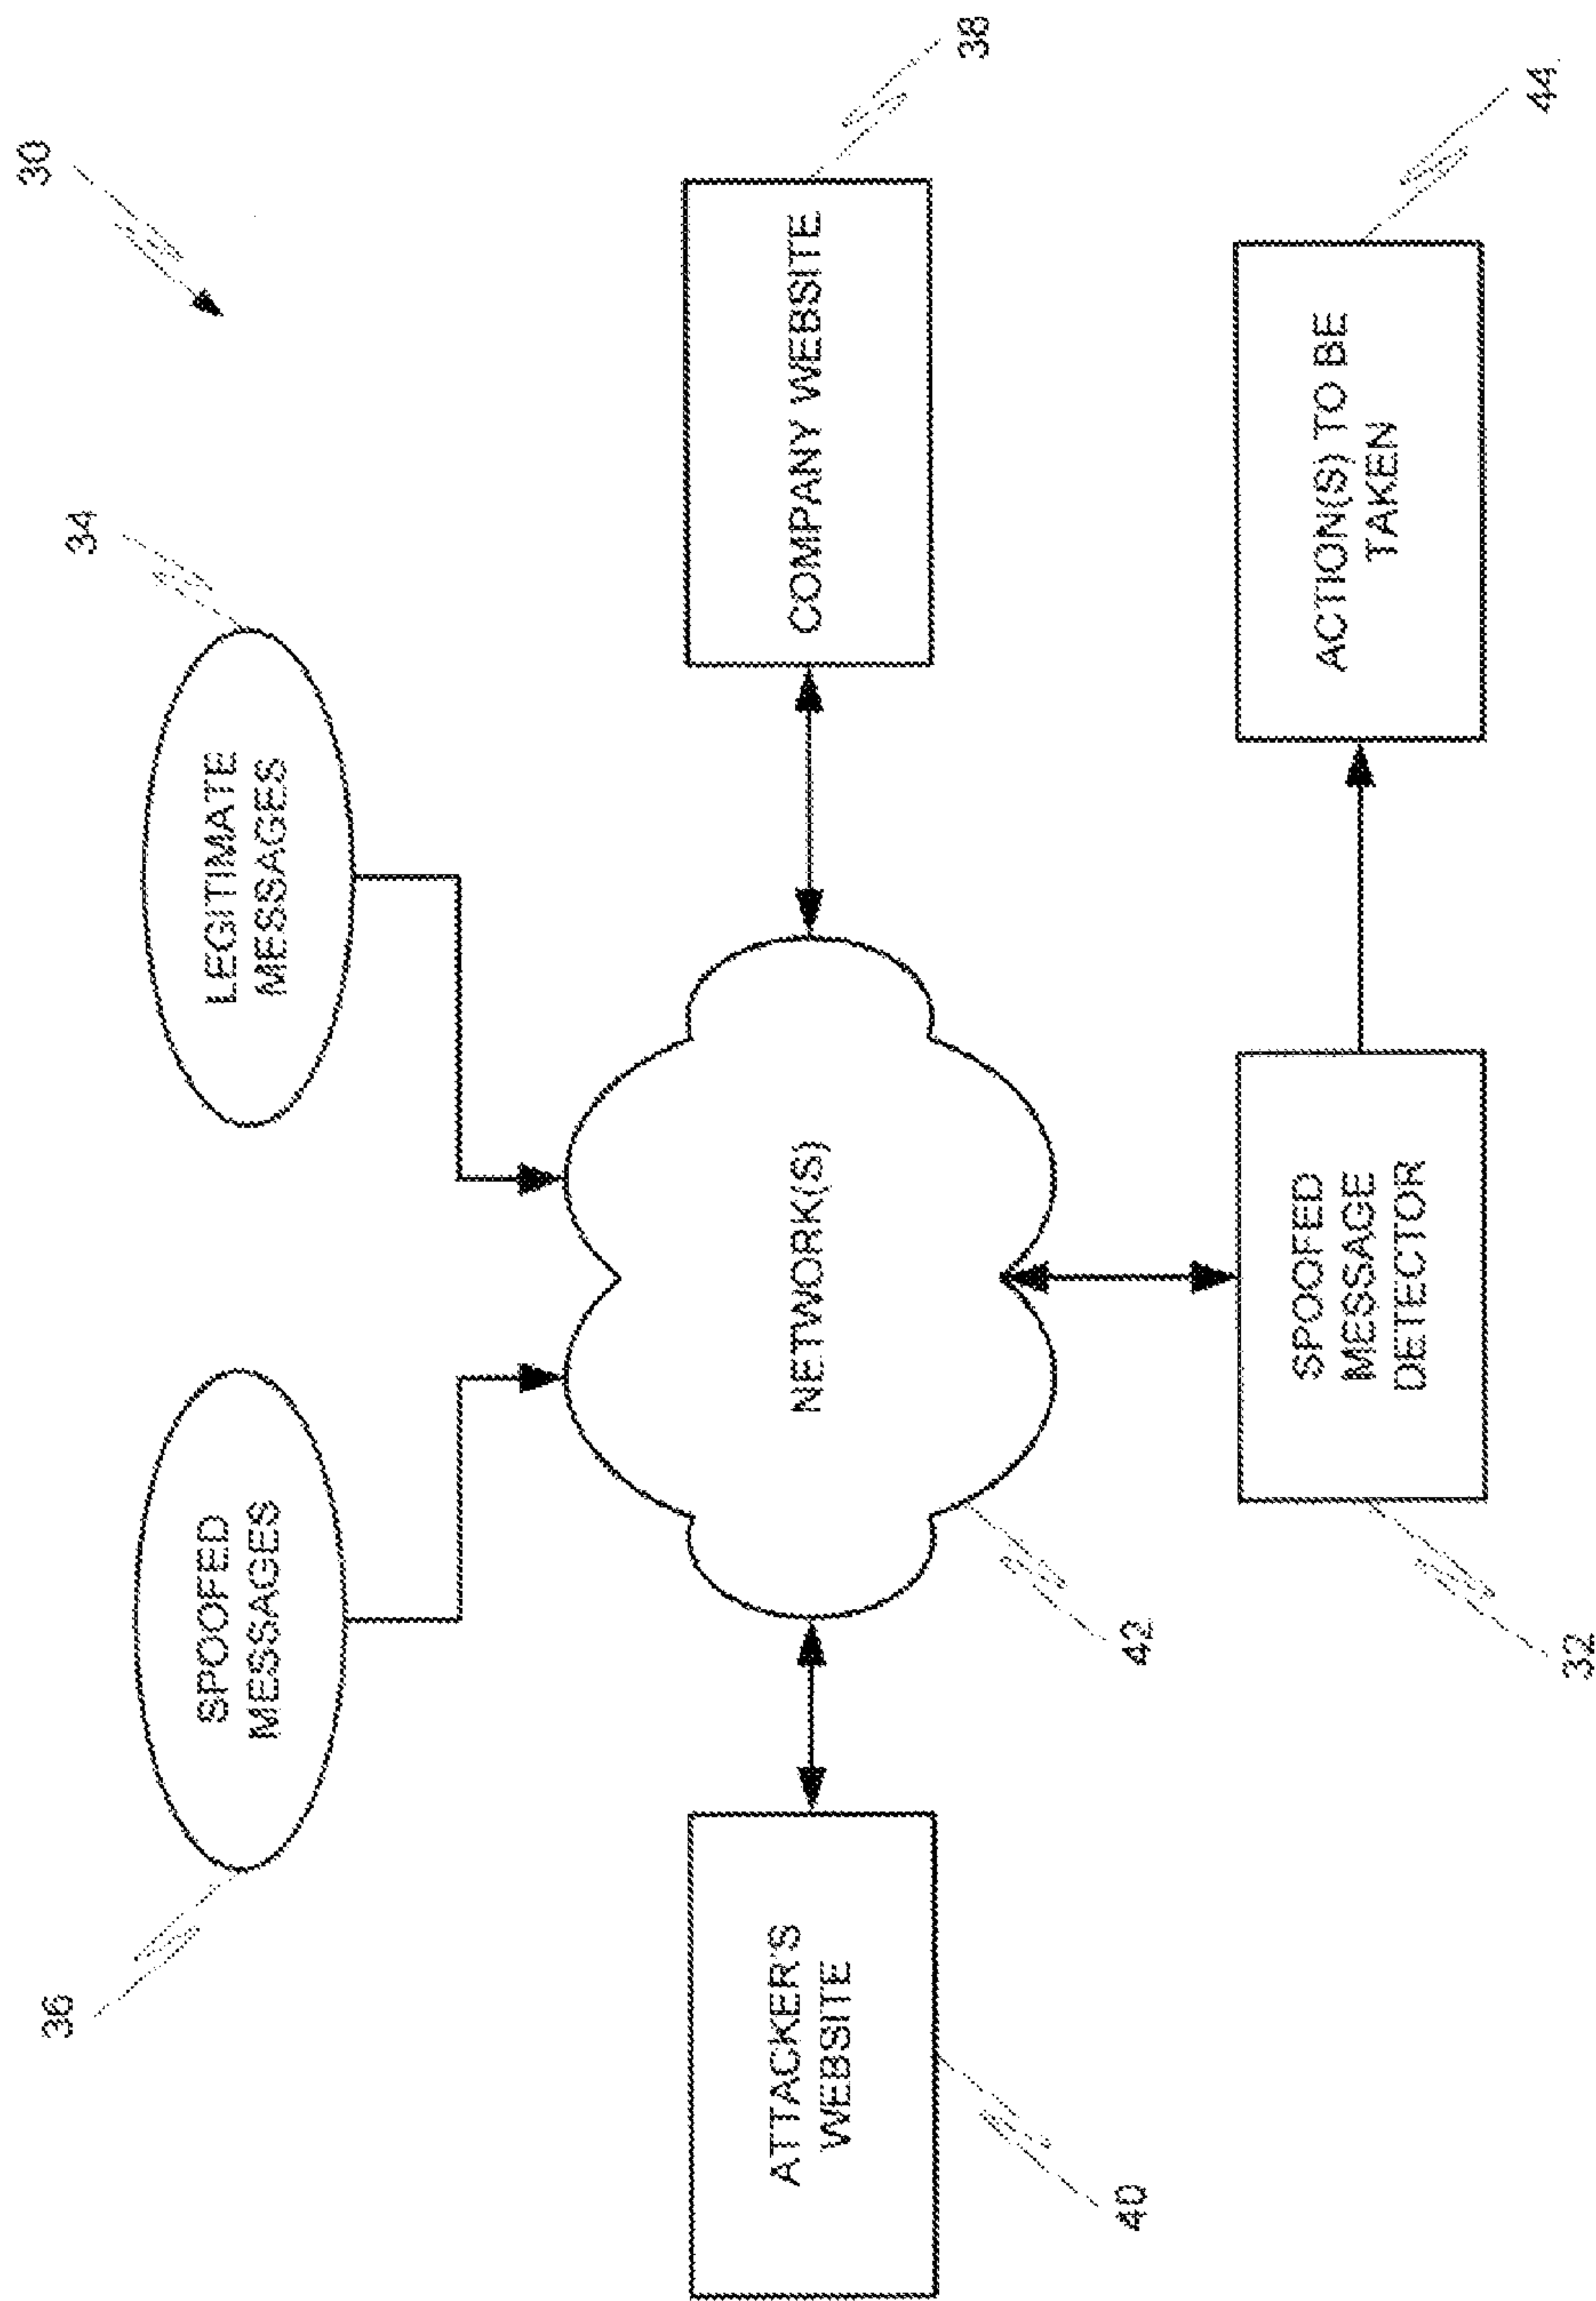 30
36
SPOOFED
MESSAGES
LEGITIMATE
MESSAGES
34
ATTACKER'S
WEBSITE
40
NETWORK(S)
42
COMPANY WEBSITE
38
SPOOFED
MESSAGE
DETECTOR
32
ACTION(S) TO BE
TAKEN
44